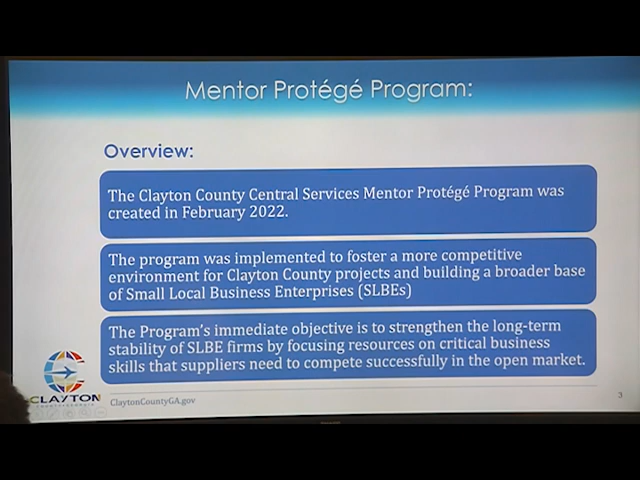 Mentor Protégé Program:
Overview:
The Clayton County Central Services Mentor Protégé Program was
created in February 2022.
The program was implemented to foster a more competitive
environment for Clayton County projects and building a broader base
of Small Local Business Enterprises (SLBEs)
The Program's immediate objective is to strengthen the long-term
stability of SLBE firms by focusing resources on critical business
skills that suppliers need to compete successfully in the open market.
CLAYTON
ClaytonCountyGA.gov
3